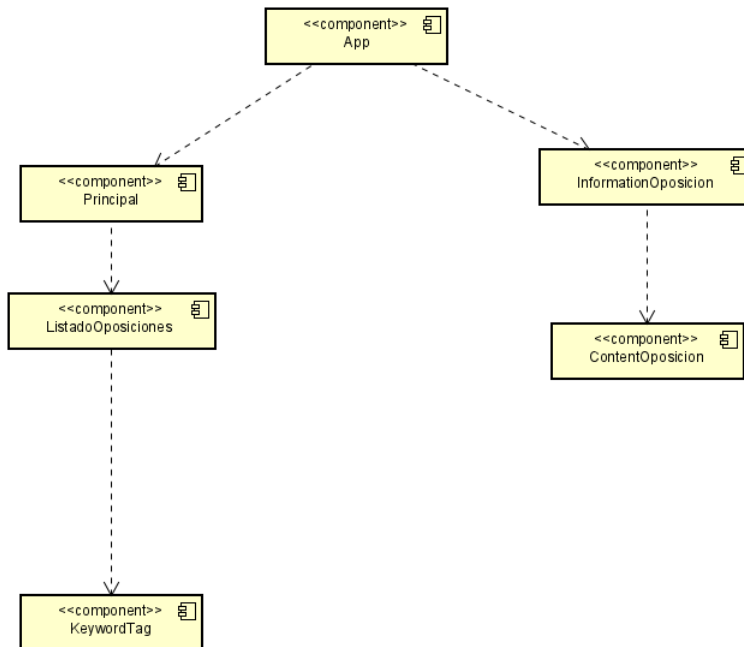 <<component>>
App
<<component>>
Principal
<<component>>
InformationOposicion
<<component>>
ListadoOposiciones
<<component>>
ContentOposicion
<<component>>
KeywordTag